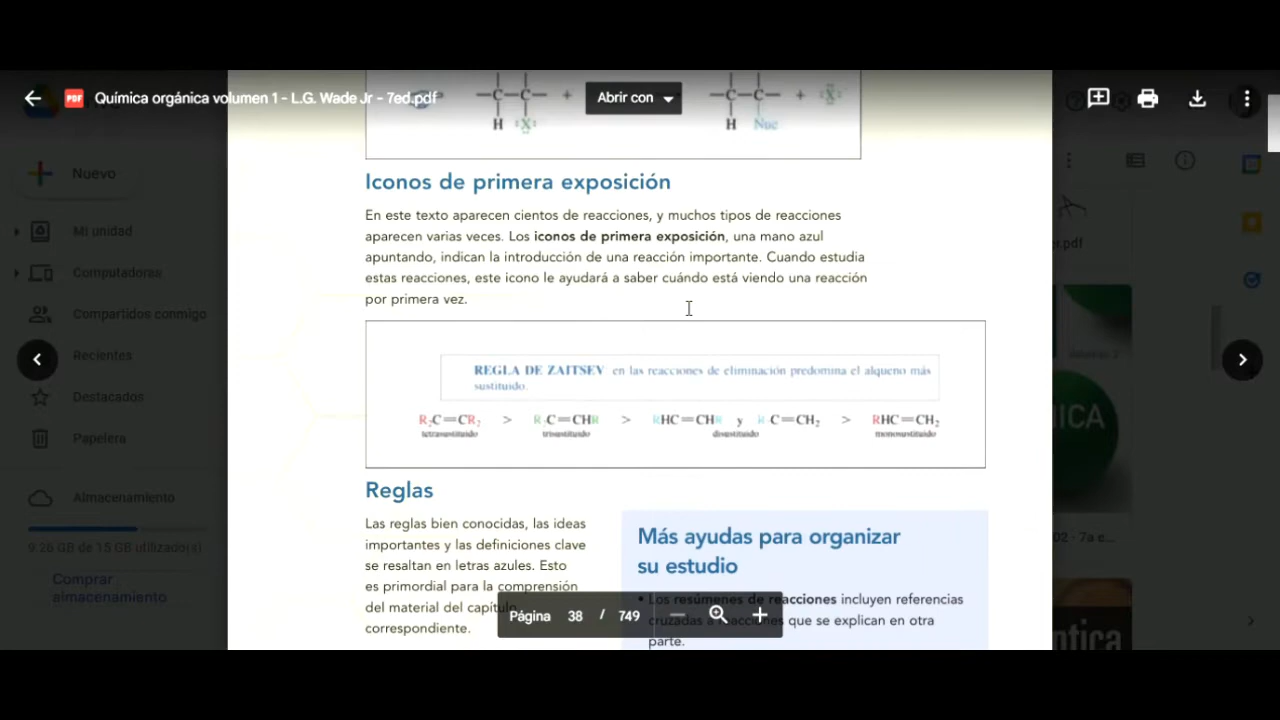 Química orgánica volumen 1 - L.G. Wade Jr - 7ed.pdf
Abrir con
C C + C C + :X:
H :X: H Nuc
Nuevo
Mi unidad
Computadoras
Compartidos conmigo
Recientes
Destacados
Papelera
Almacenamiento
9.26 GB de 15 GB utilizado(s)
Comprar
almacenamiento
Iconos de primera exposición
En este texto aparecen cientos de reacciones, y muchos tipos de reacciones
aparecen varias veces. Los iconos de primera exposición, una mano azul
apuntando, indican la introducción de una reacción importante. Cuando estudia
estas reacciones, este icono le ayudará a saber cuándo está viendo una reacción
por primera vez.
REGLA DE ZAITSEV en las reacciones de eliminación predomina el alqueno más
sustituido.
R₂C=CR₂ > R₂C=CHR > RHC=CHR y R₂C=CH₂ > RHC=CH₂
tetrasustituido trisustituido disustituido monosustituido
Reglas
Las reglas bien conocidas, las ideas
importantes y las definiciones clave
se resaltan en letras azules. Esto
es primordial para la comprensión
del material del capítulo
correspondiente.
Más ayudas para organizar
su estudio
• Los resúmenes de reacciones incluyen referencias
cruzadas a reacciones que se explican en otra
parte.
Página 38 / 749
er.pdf
ICA
02 - 7a e...
ntica